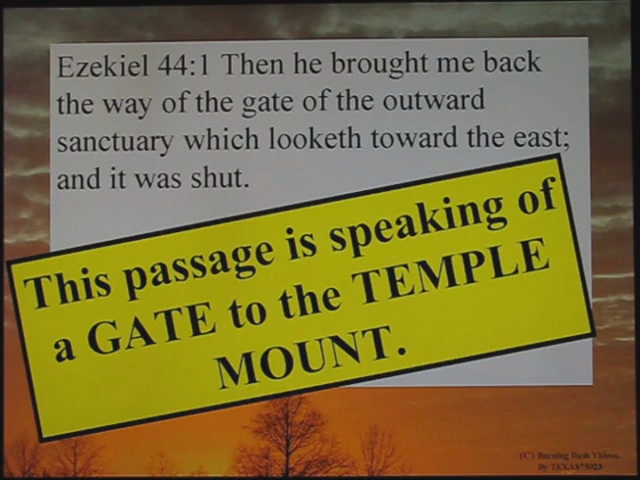 Ezekiel 44:1 Then he brought me back
the way of the gate of the outward
sanctuary which looketh toward the east;
and it was shut.
This passage is speaking of
a GATE to the TEMPLE
MOUNT.
(C) Burning Bush Videos.
By TEXAS75023